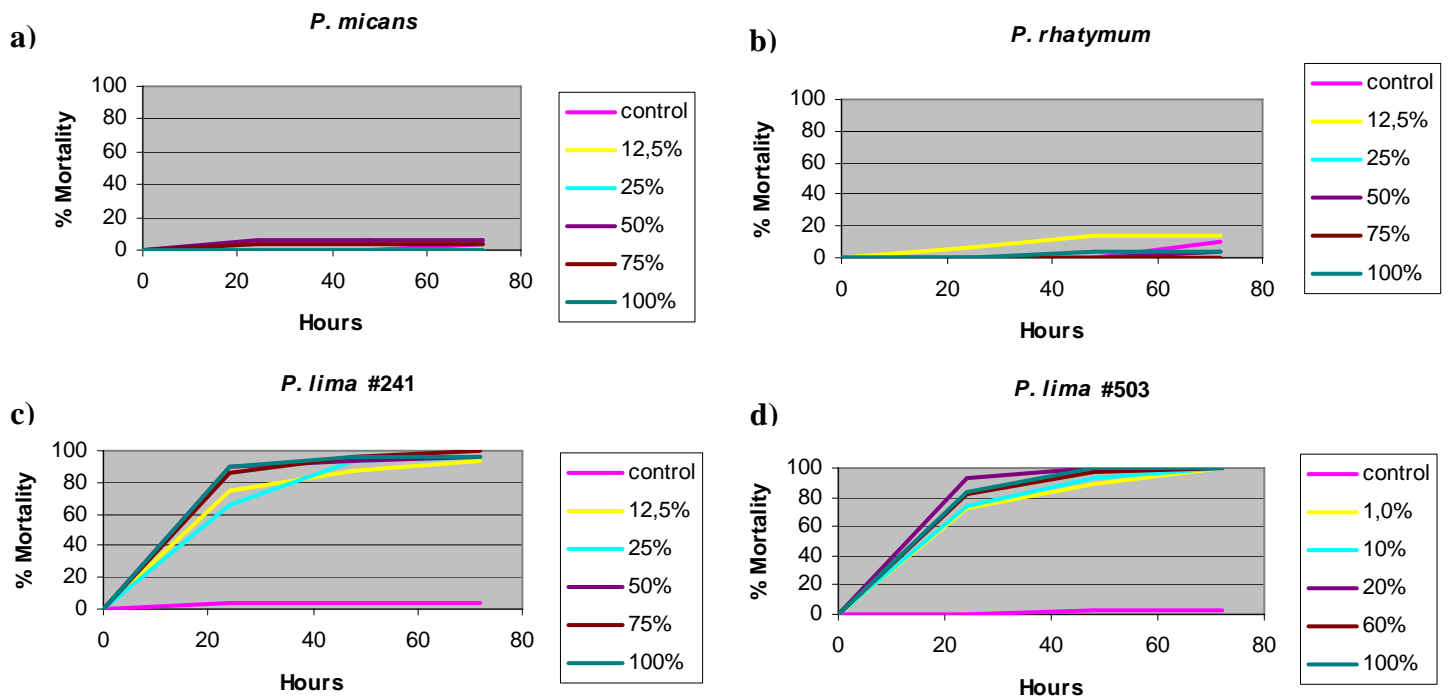 a)
P. micans
% Mortality
100
80
60
40
20
0
0 20 40 60 80
Hours
control
12,5%
25%
50%
75%
100%
b)
P. rhatymum
% Mortality
100
80
60
40
20
0
0 20 40 60 80
Hours
control
12,5%
25%
50%
75%
100%
c)
P. lima #241
% Mortality
100
80
60
40
20
0
0 20 40 60 80
Hours
control
12,5%
25%
50%
75%
100%
d)
P. lima #503
% Mortality
100
80
60
40
20
0
0 20 40 60 80
Hours
control
1,0%
10%
20%
60%
100%